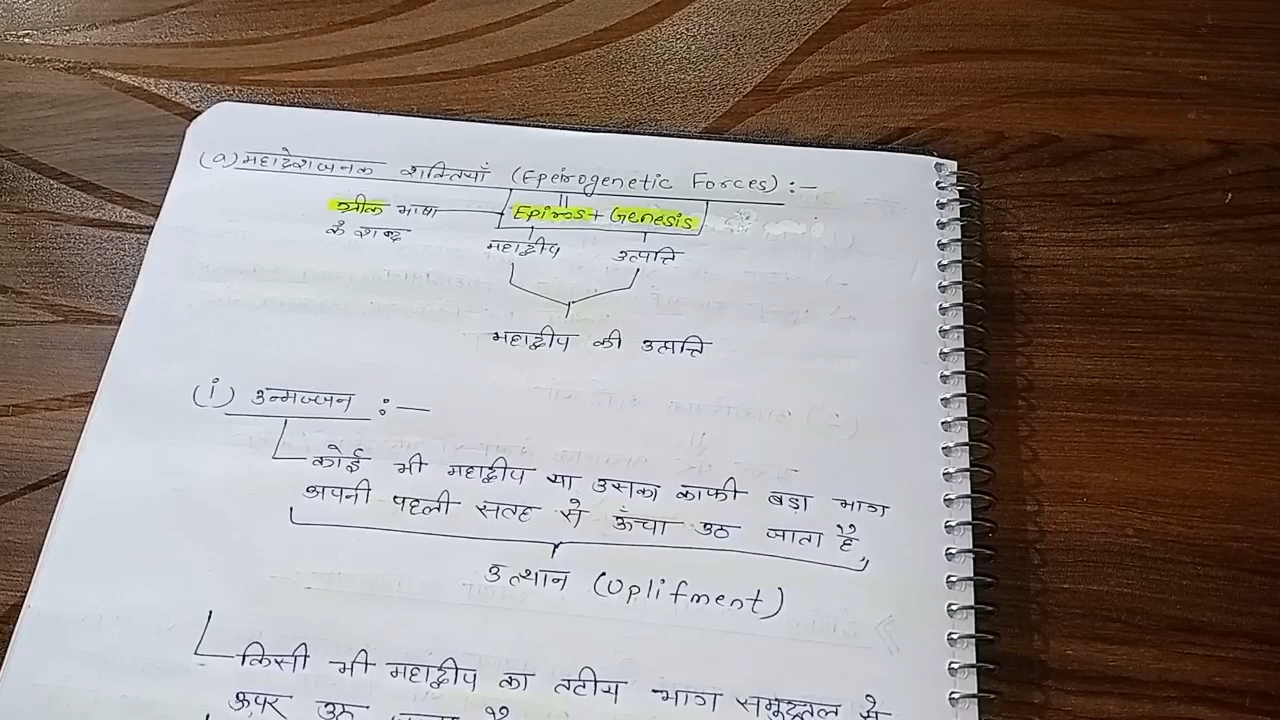 (a) महादेशजनक शक्तियाँ (Epeirogenetic Forces) :-
ग्रीक भाषा Epiros + Genesis
के शब्द महाद्वीप उत्पत्ति
महाद्वीप की उत्पत्ति
(i) उन्मज्जन :—
कोई भी महाद्वीप या उसका काफी बड़ा भाग
अपनी पहली सतह से ऊँचा उठ जाता है,
उत्थान (Uplifment)
किसी भी महाद्वीप का तटीय भाग समुद्रतल से
ऊपर उठ